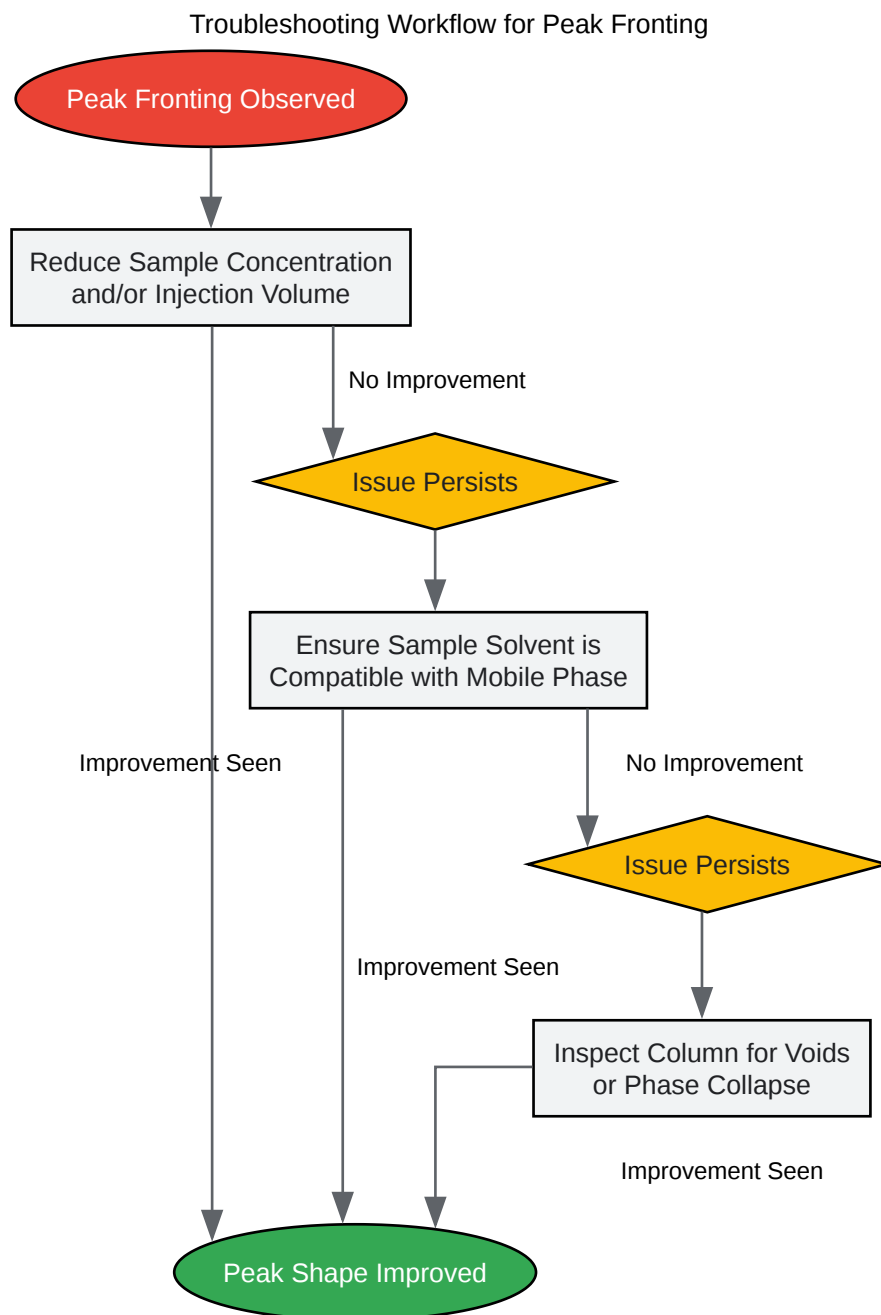 Troubleshooting Workflow for Peak Fronting
Peak Fronting Observed
Reduce Sample Concentration
and/or Injection Volume
No Improvement
Issue Persists
Ensure Sample Solvent is
Compatible with Mobile Phase
Improvement Seen
No Improvement
Issue Persists
Improvement Seen
Inspect Column for Voids
or Phase Collapse
Improvement Seen
Peak Shape Improved